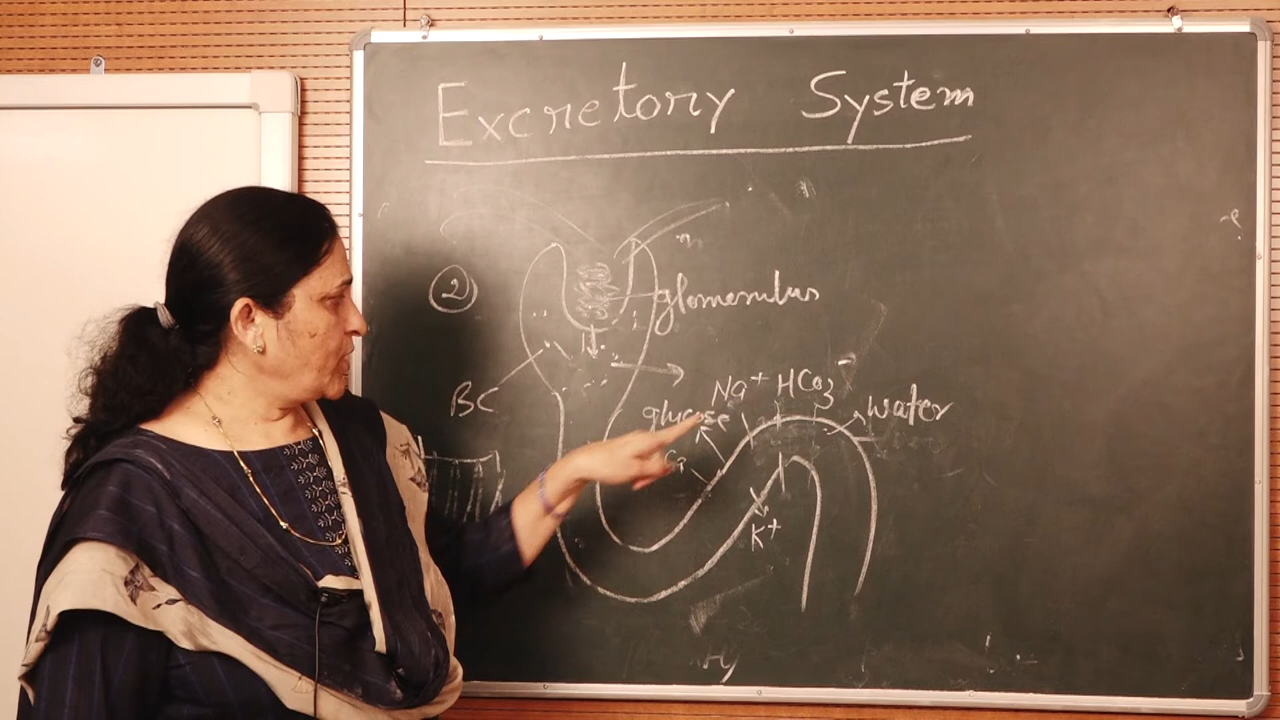 Excretory System
2
glomerulus
BC
Na+ HCO3-
glucose
water
K+